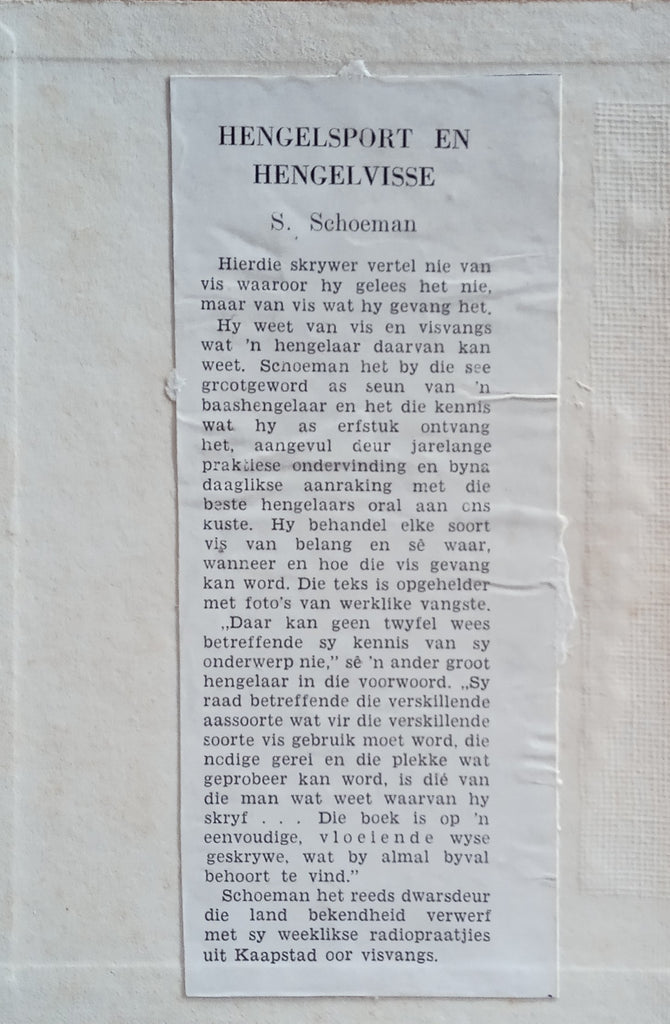 HENGELSPORT EN
HENGELVISSE
S. Schoeman
Hierdie skrywer vertel nie van
vis waaroor hy gelees het nie,
maar van vis wat hy gevang het.
Hy weet van vis en visvangs
wat 'n hengelaar daarvan kan
weet. Schoeman het by die see
grootgeword as seun van 'n
baashengelaar en het die kennis
wat hy as erfstuk ontvang
het, aangevul deur jarelange
praktiese ondervinding en byna
daaglikse aanraking met die
beste hengelaars oral aan ons
kuste. Hy behandel elke soort
vis van belang en sê waar,
wanneer en hoe die vis gevang
kan word. Die teks is opgehelder
met foto's van werklike vangste.
„Daar kan geen twyfel wees
betreffende sy kennis van sy
onderwerp nie,” sê 'n ander groot
hengelaar in die voorwoord. „Sy
raad betreffende die verskillende
aassoorte wat vir die verskillende
soorte vis gebruik moet word, die
nodige gerei en die plekke wat
geprobeer kan word, is dié van
die man wat weet waarvan hy
skryf . . . Die boek is op 'n
eenvoudige, vloeiende wyse
geskrywe, wat by almal byval
behoort te vind.”
Schoeman het reeds dwarsdeur
die land bekendheid verwerf
met sy weeklikse radiopraatjies
uit Kaapstad oor visvangs.